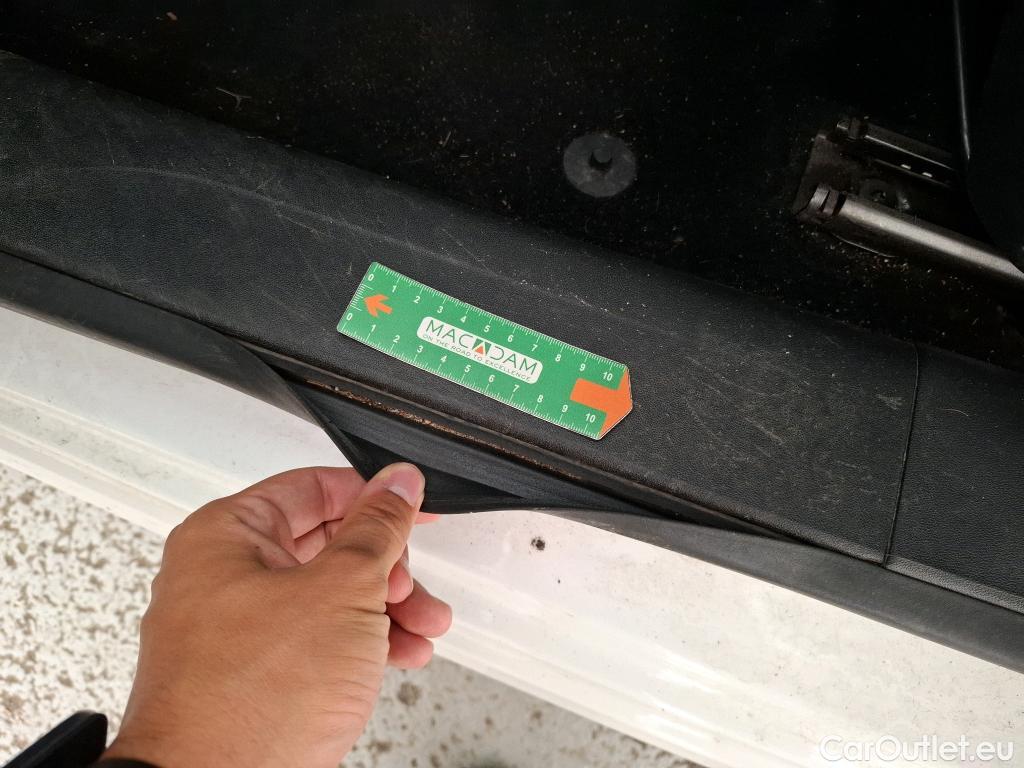 0 1 2 3 4 5 6 7 8 9 10
MACADAM
ON THE ROAD TO EXCELLENCE
0 1 2 3 4 5 6 7 8 9 10
CarOutlet.eu